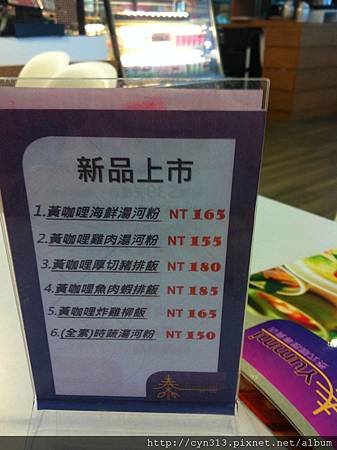 新品上市
1.黃咖哩海鮮湯河粉 NT 165
2.黃咖哩雞肉湯河粉 NT 155
3.黃咖哩厚切豬排飯 NT 180
4.黃咖哩魚肉蝦排飯 NT 185
5.黃咖哩炸雞柳飯 NT 165
6.(全素)時蔬湯河粉 NT 150
泰
Yummi
http://cyn313.pixnet.net/album